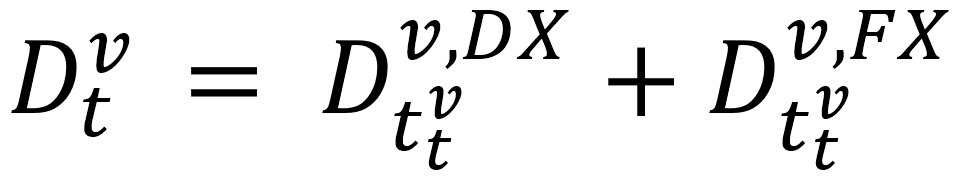 $D_t^v = D_{t_t^v}^{v,DX} + D_{t_t^v}^{v,FX}$